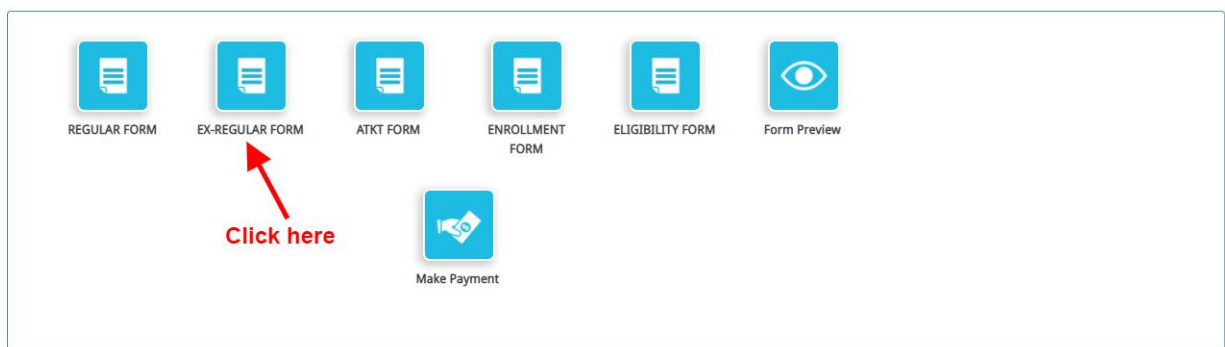 REGULAR FORM
EX-REGULAR FORM
ATKT FORM
ENROLLMENT
FORM
ELIGIBILITY FORM
Form Preview
Click here
Make Payment